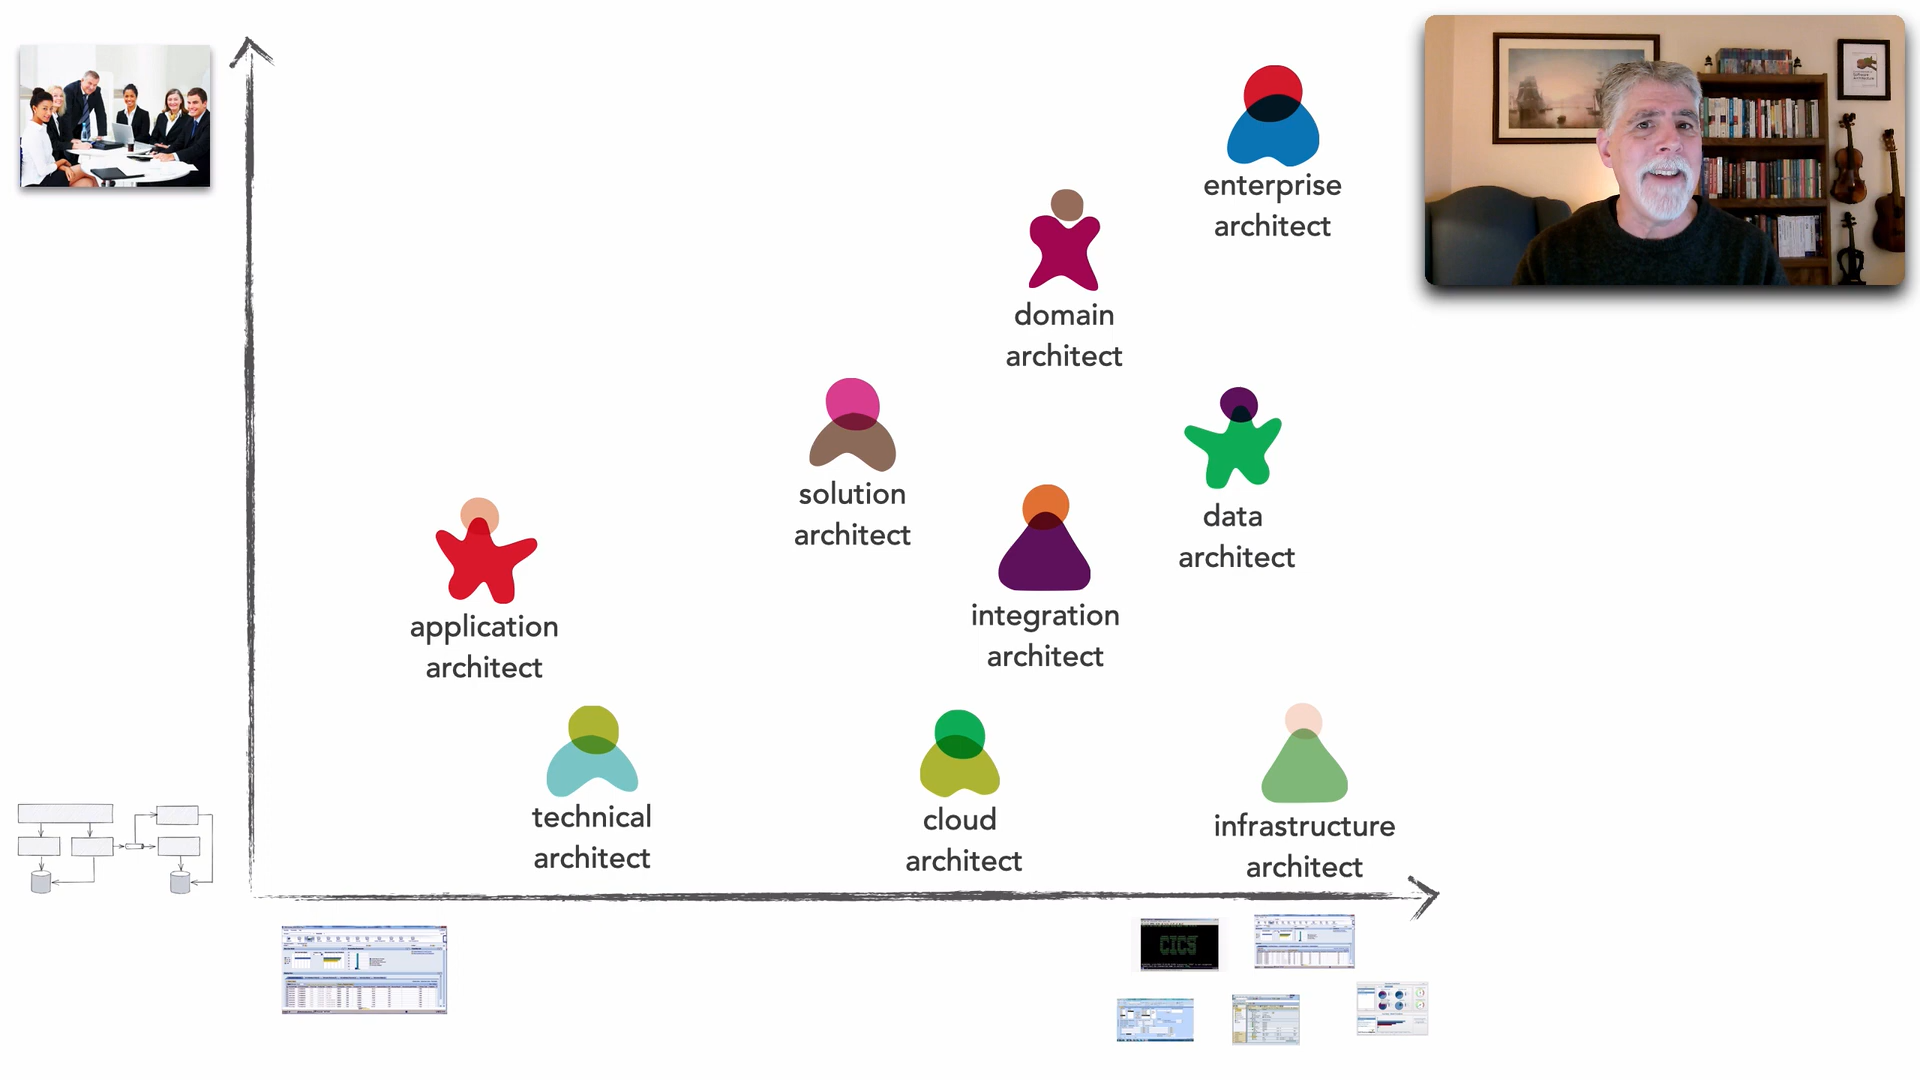 enterprise
architect
domain
architect
solution
architect
data
architect
application
architect
integration
architect
technical
architect
cloud
architect
infrastructure
architect
CICS